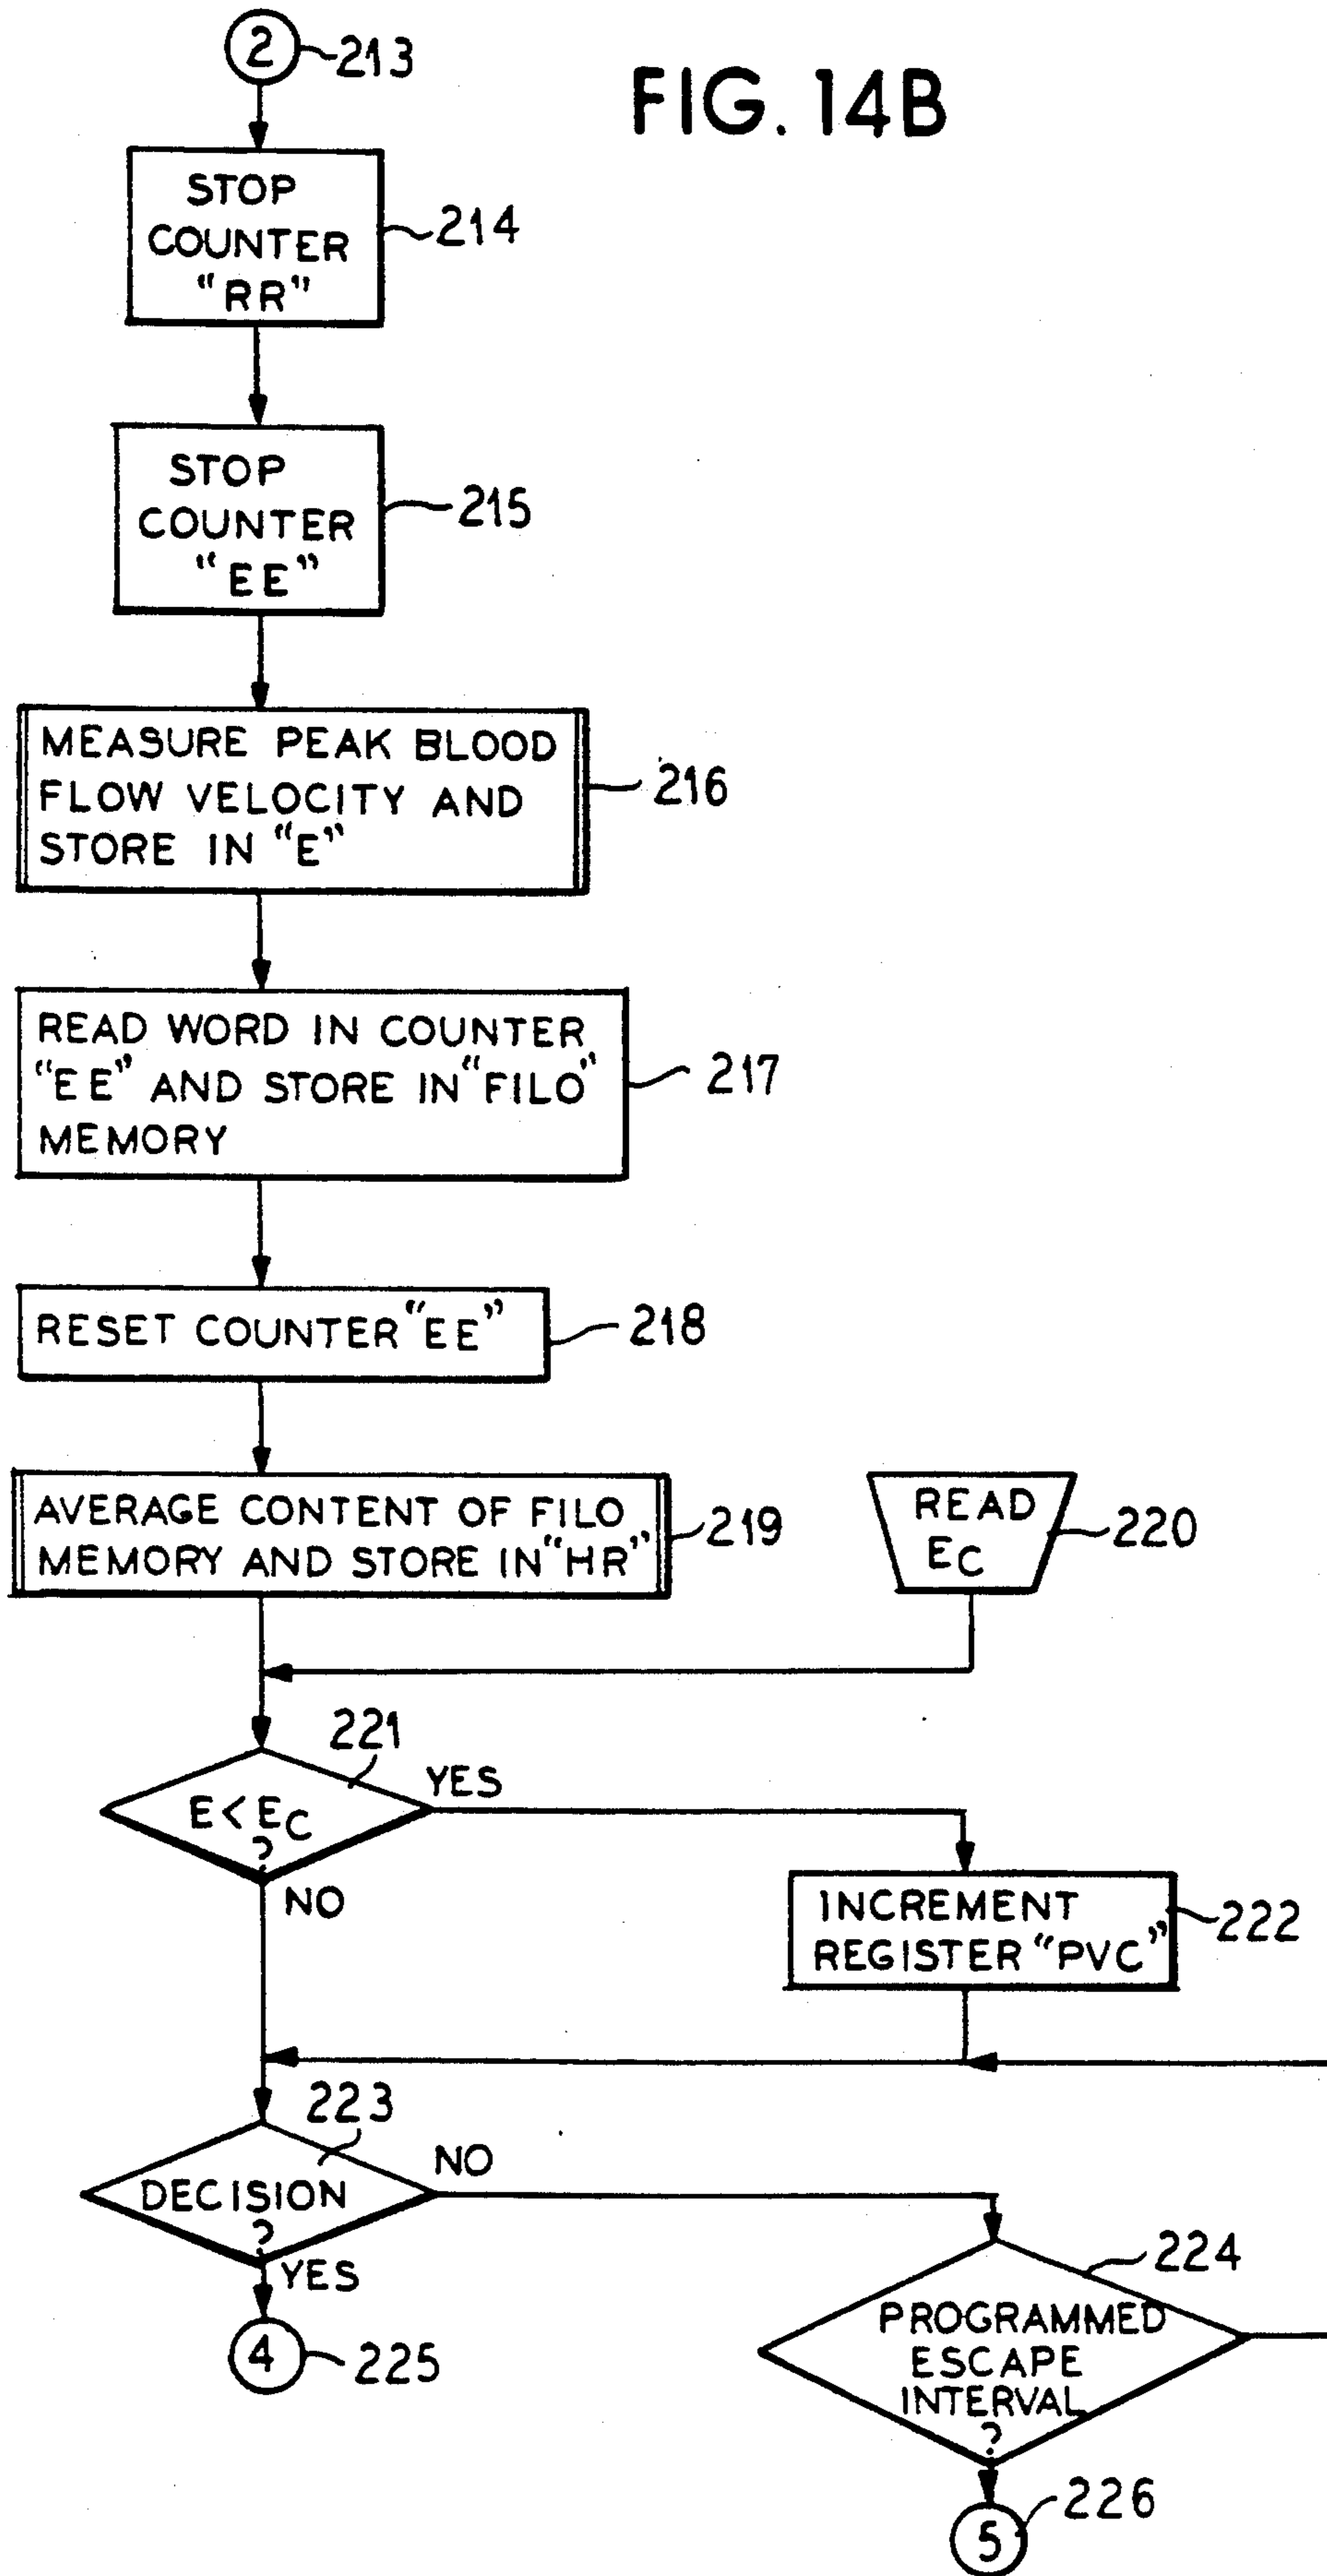 2
213
FIG. 14B
STOP
COUNTER
"RR"
214
STOP
COUNTER
"EE"
215
MEASURE PEAK BLOOD
FLOW VELOCITY AND
STORE IN "E"
216
READ WORD IN COUNTER
"EE" AND STORE IN "FILO"
MEMORY
217
RESET COUNTER "EE"
218
AVERAGE CONTENT OF FILO
MEMORY AND STORE IN "HR"
219
READ
EC
220
221
E < EC
?
YES
NO
INCREMENT
REGISTER "PVC"
222
223
DECISION
?
NO
YES
224
PROGRAMMED
ESCAPE
INTERVAL
?
4
225
5
226